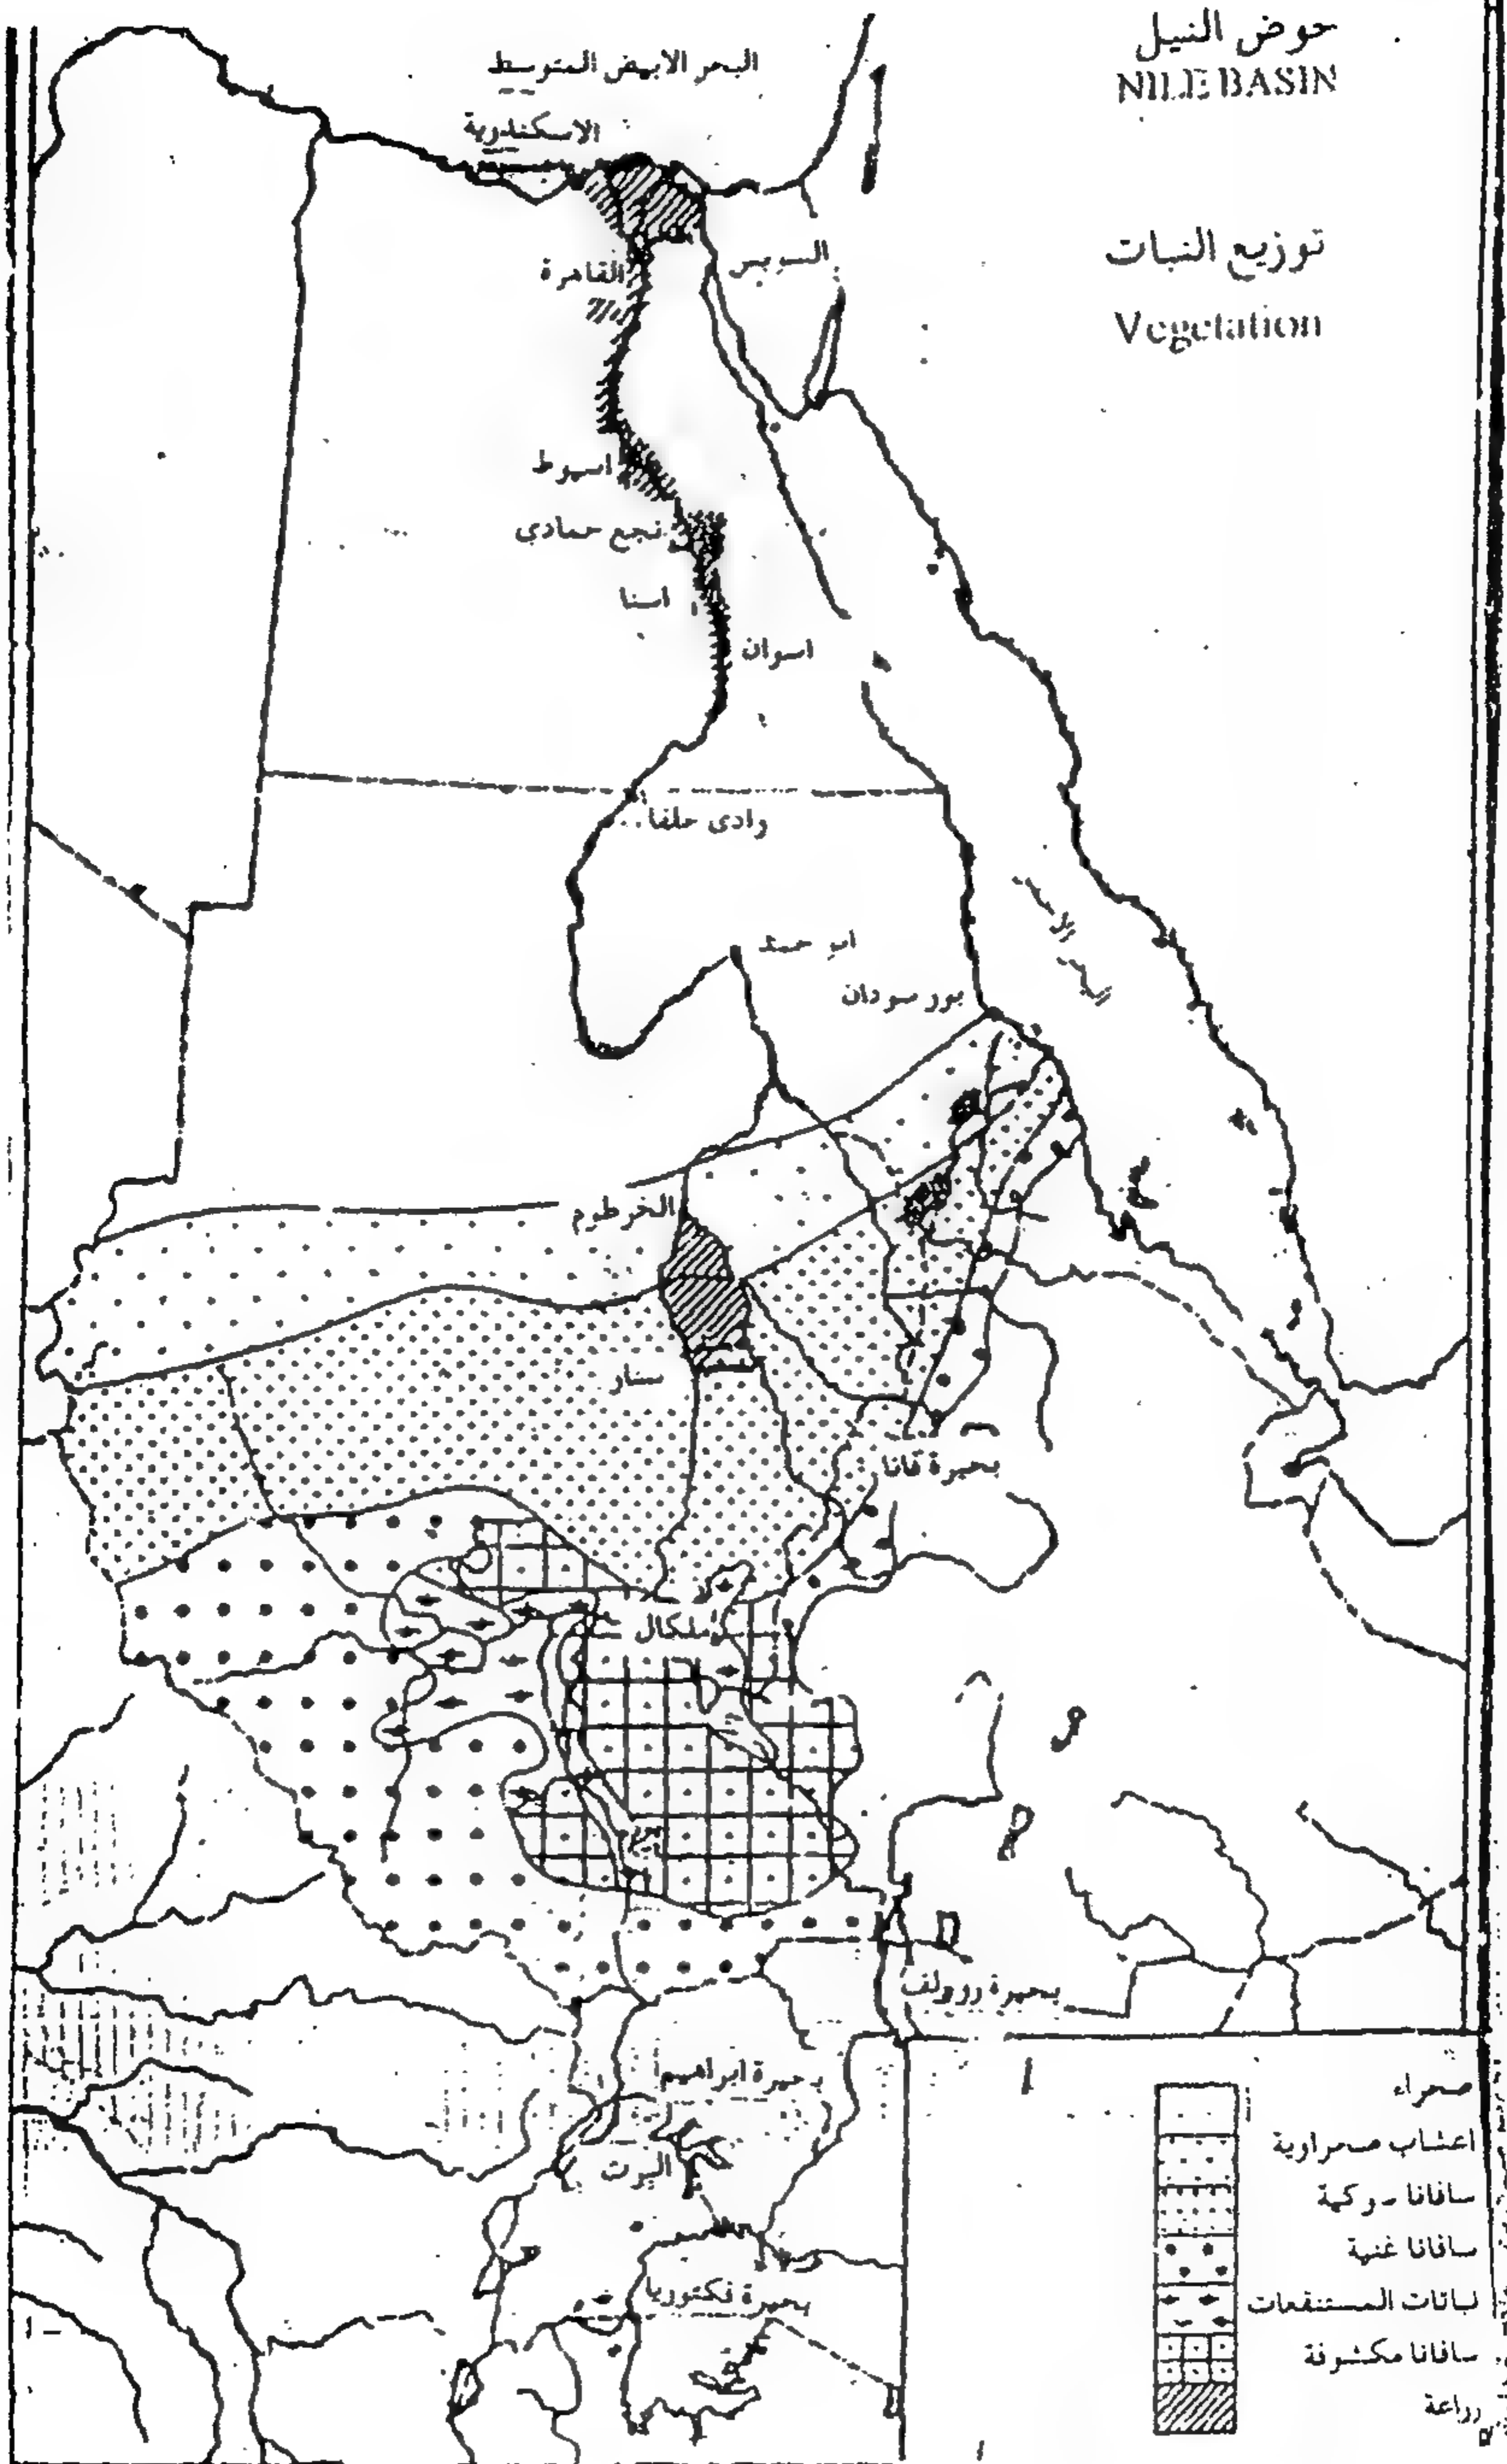 حوض النيل
NILE BASIN
توزيع النبات
Vegetation
البحر الابيض المتوسط
الاسكندرية
القاهرة
السويس
اسيوط
نجع حمادي
اسنا
اسوان
وادى حلفا
ابو حمد
بور سودان
الخرطوم
سنار
بحيرة قانا
ملكال
بحيرة رودولف
بحيرة ابراهيم
البرت
بحيرة فكتوريا
صحراء
اعشاب صحراوية
سافانا شوكية
سافانا غنية
نباتات المستنقعات
سافانا مكشوفة
زراعة